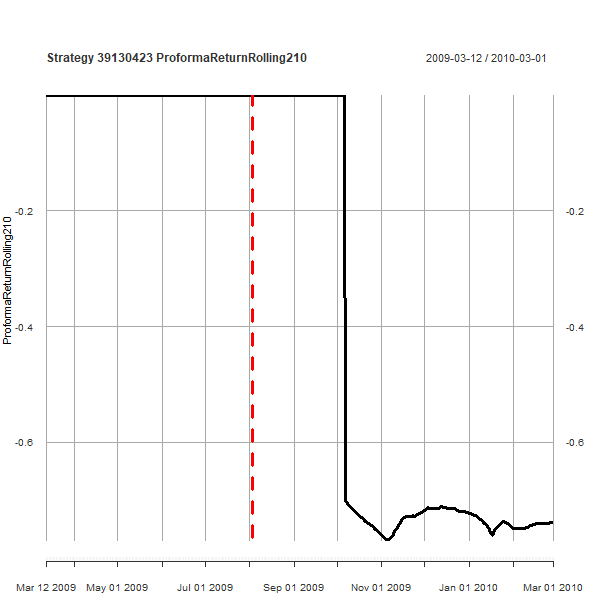 Strategy 39130423 ProformaReturnRolling210
2009-03-12 / 2010-03-01
ProformaReturnRolling210
-0.2
-0.2
-0.4
-0.4
-0.6
-0.6
Mar 12 2009
May 01 2009
Jul 01 2009
Sep 01 2009
Nov 01 2009
Jan 01 2010
Mar 01 2010